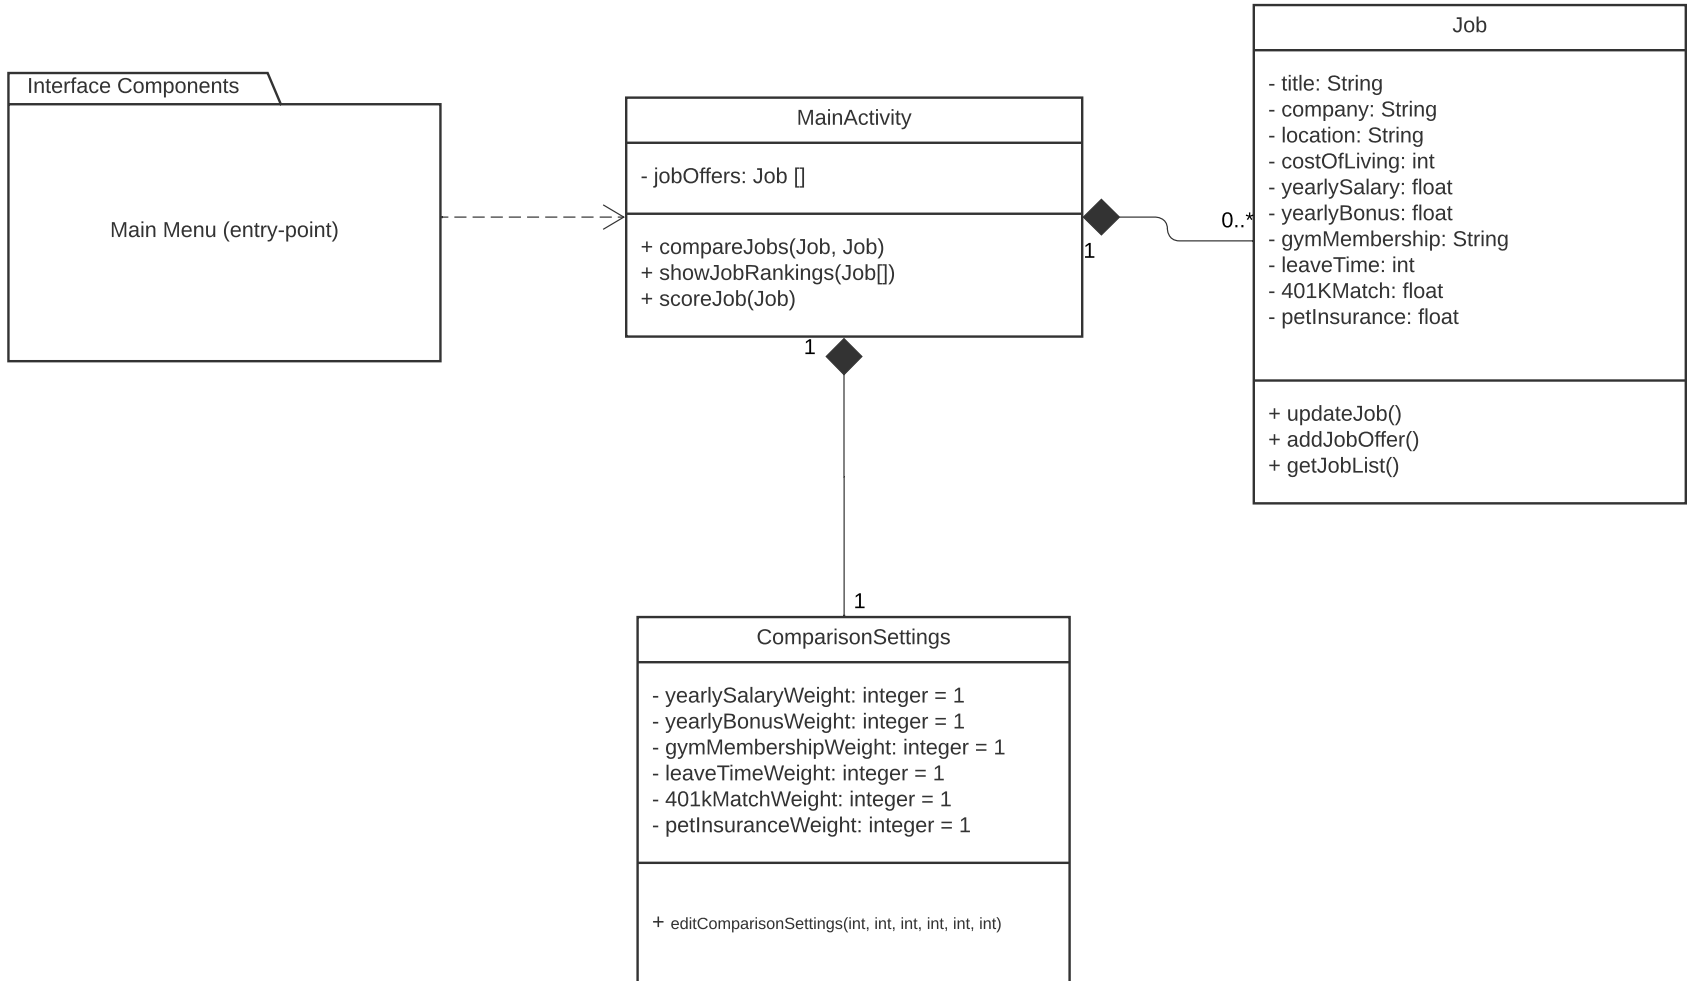 Interface Components
Main Menu (entry-point)
MainActivity
- jobOffers: Job []
+ compareJobs(Job, Job)
+ showJobRankings(Job[])
+ scoreJob(Job)
1
0..*
Job
- title: String
- company: String
- location: String
- costOfLiving: int
- yearlySalary: float
- yearlyBonus: float
- gymMembership: String
- leaveTime: int
- 401KMatch: float
- petInsurance: float
+ updateJob()
+ addJobOffer()
+ getJobList()
1
1
ComparisonSettings
- yearlySalaryWeight: integer = 1
- yearlyBonusWeight: integer = 1
- gymMembershipWeight: integer = 1
- leaveTimeWeight: integer = 1
- 401kMatchWeight: integer = 1
- petInsuranceWeight: integer = 1
+ editComparisonSettings(int, int, int, int, int, int)